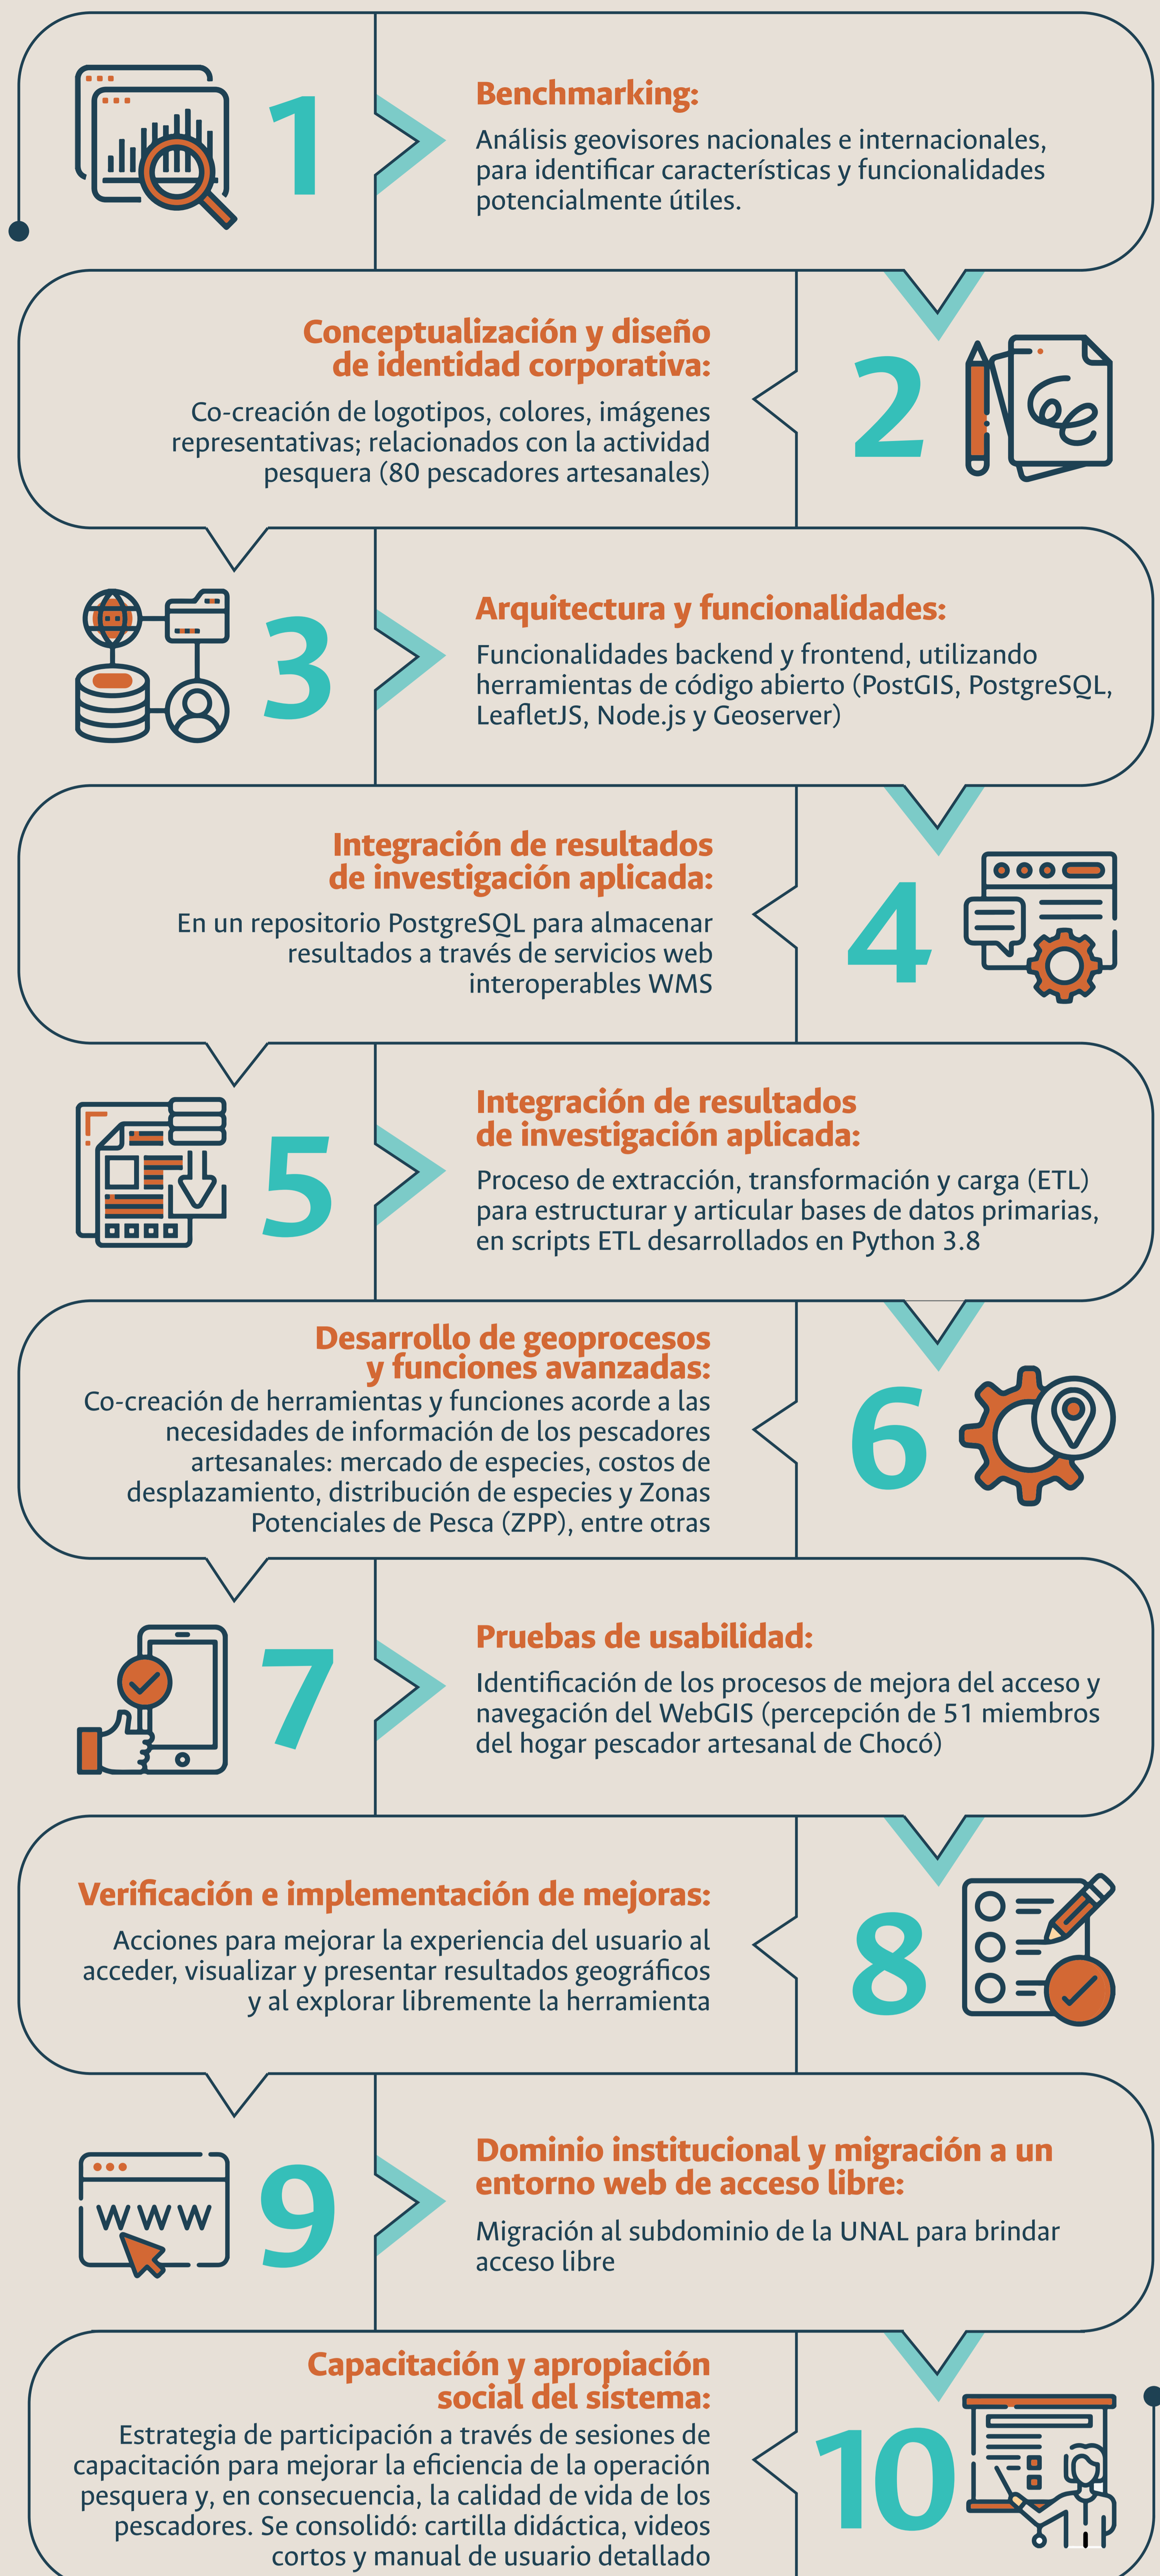 1
Benchmarking:
Análisis geovisores nacionales e internacionales,
para identificar características y funcionalidades
potencialmente útiles.
Conceptualización y diseño
de identidad corporativa:
Co-creación de logotipos, colores, imágenes
representativas; relacionados con la actividad
pesquera (80 pescadores artesanales)
2
3
Arquitectura y funcionalidades:
Funcionalidades backend y frontend, utilizando
herramientas de código abierto (PostGIS, PostgreSQL,
LeafletJS, Node.js y Geoserver)
Integración de resultados
de investigación aplicada:
En un repositorio PostgreSQL para almacenar
resultados a través de servicios web
interoperables WMS
4
5
Integración de resultados
de investigación aplicada:
Proceso de extracción, transformación y carga (ETL)
para estructurar y articular bases de datos primarias,
en scripts ETL desarrollados en Python 3.8
Desarrollo de geoprocesos
y funciones avanzadas:
Co-creación de herramientas y funciones acorde a las
necesidades de información de los pescadores
artesanales: mercado de especies, costos de
desplazamiento, distribución de especies y Zonas
Potenciales de Pesca (ZPP), entre otras
6
7
Pruebas de usabilidad:
Identificación de los procesos de mejora del acceso y
navegación del WebGIS (percepción de 51 miembros
del hogar pescador artesanal de Chocó)
Verificación e implementación de mejoras:
Acciones para mejorar la experiencia del usuario al
acceder, visualizar y presentar resultados geográficos
y al explorar libremente la herramienta
8
W W W
9
Dominio institucional y migración a un
entorno web de acceso libre:
Migración al subdominio de la UNAL para brindar
acceso libre
Capacitación y apropiación
social del sistema:
Estrategia de participación a través de sesiones de
capacitación para mejorar la eficiencia de la operación
pesquera y, en consecuencia, la calidad de vida de los
pescadores. Se consolidó: cartilla didáctica, videos
cortos y manual de usuario detallado
10